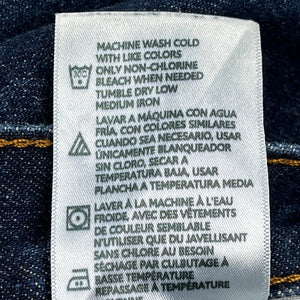 MACHINE WASH COLD
WITH LIKE COLORS
ONLY NON-CHLORINE
BLEACH WHEN NEEDED
TUMBLE DRY LOW
MEDIUM IRON
LAVAR A MÁQUINA CON AGUA
FRÍA, CON COLORES SIMILARES
CUANDO SEA NECESARIO, USAR
ÚNICAMENTE BLANQUEADOR
SIN CLORO, SECAR A
TEMPERATURA BAJA, USAR
PLANCHA A TEMPERATURA MEDIA
LAVER À LA MACHINE À L'EAU
FROIDE, AVEC DES VÊTEMENTS
DE COULEUR SEMBLABLE
N'UTILISER QUE DU JAVELLISANT
SANS CHLORE AU BESOIN
SÉCHAGE PAR CULBUTAGE À
BASSE TEMPÉRATURE
REPASSAGE À TEMPÉRATURE
MOYENNE